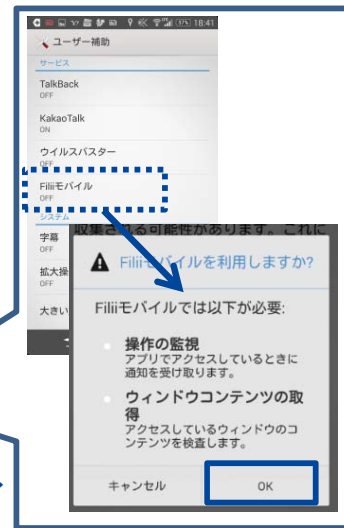 37% 18:41
ユーザー補助
サービス
TalkBack
OFF
KakaoTalk
ON
ウイルスバスター
OFF
Filiiモバイル
OFF
システム
字幕
OFF
拡大操
OFF
大きい
収集される可能性があります。これに
Filiiモバイルを利用しますか?
Filiiモバイルでは以下が必要:
操作の監視
アプリでアクセスしているときに
通知を受け取ります。
ウィンドウコンテンツの取
得
アクセスしているウィンドウのコ
ンテンツを検査します。
キャンセル
OK